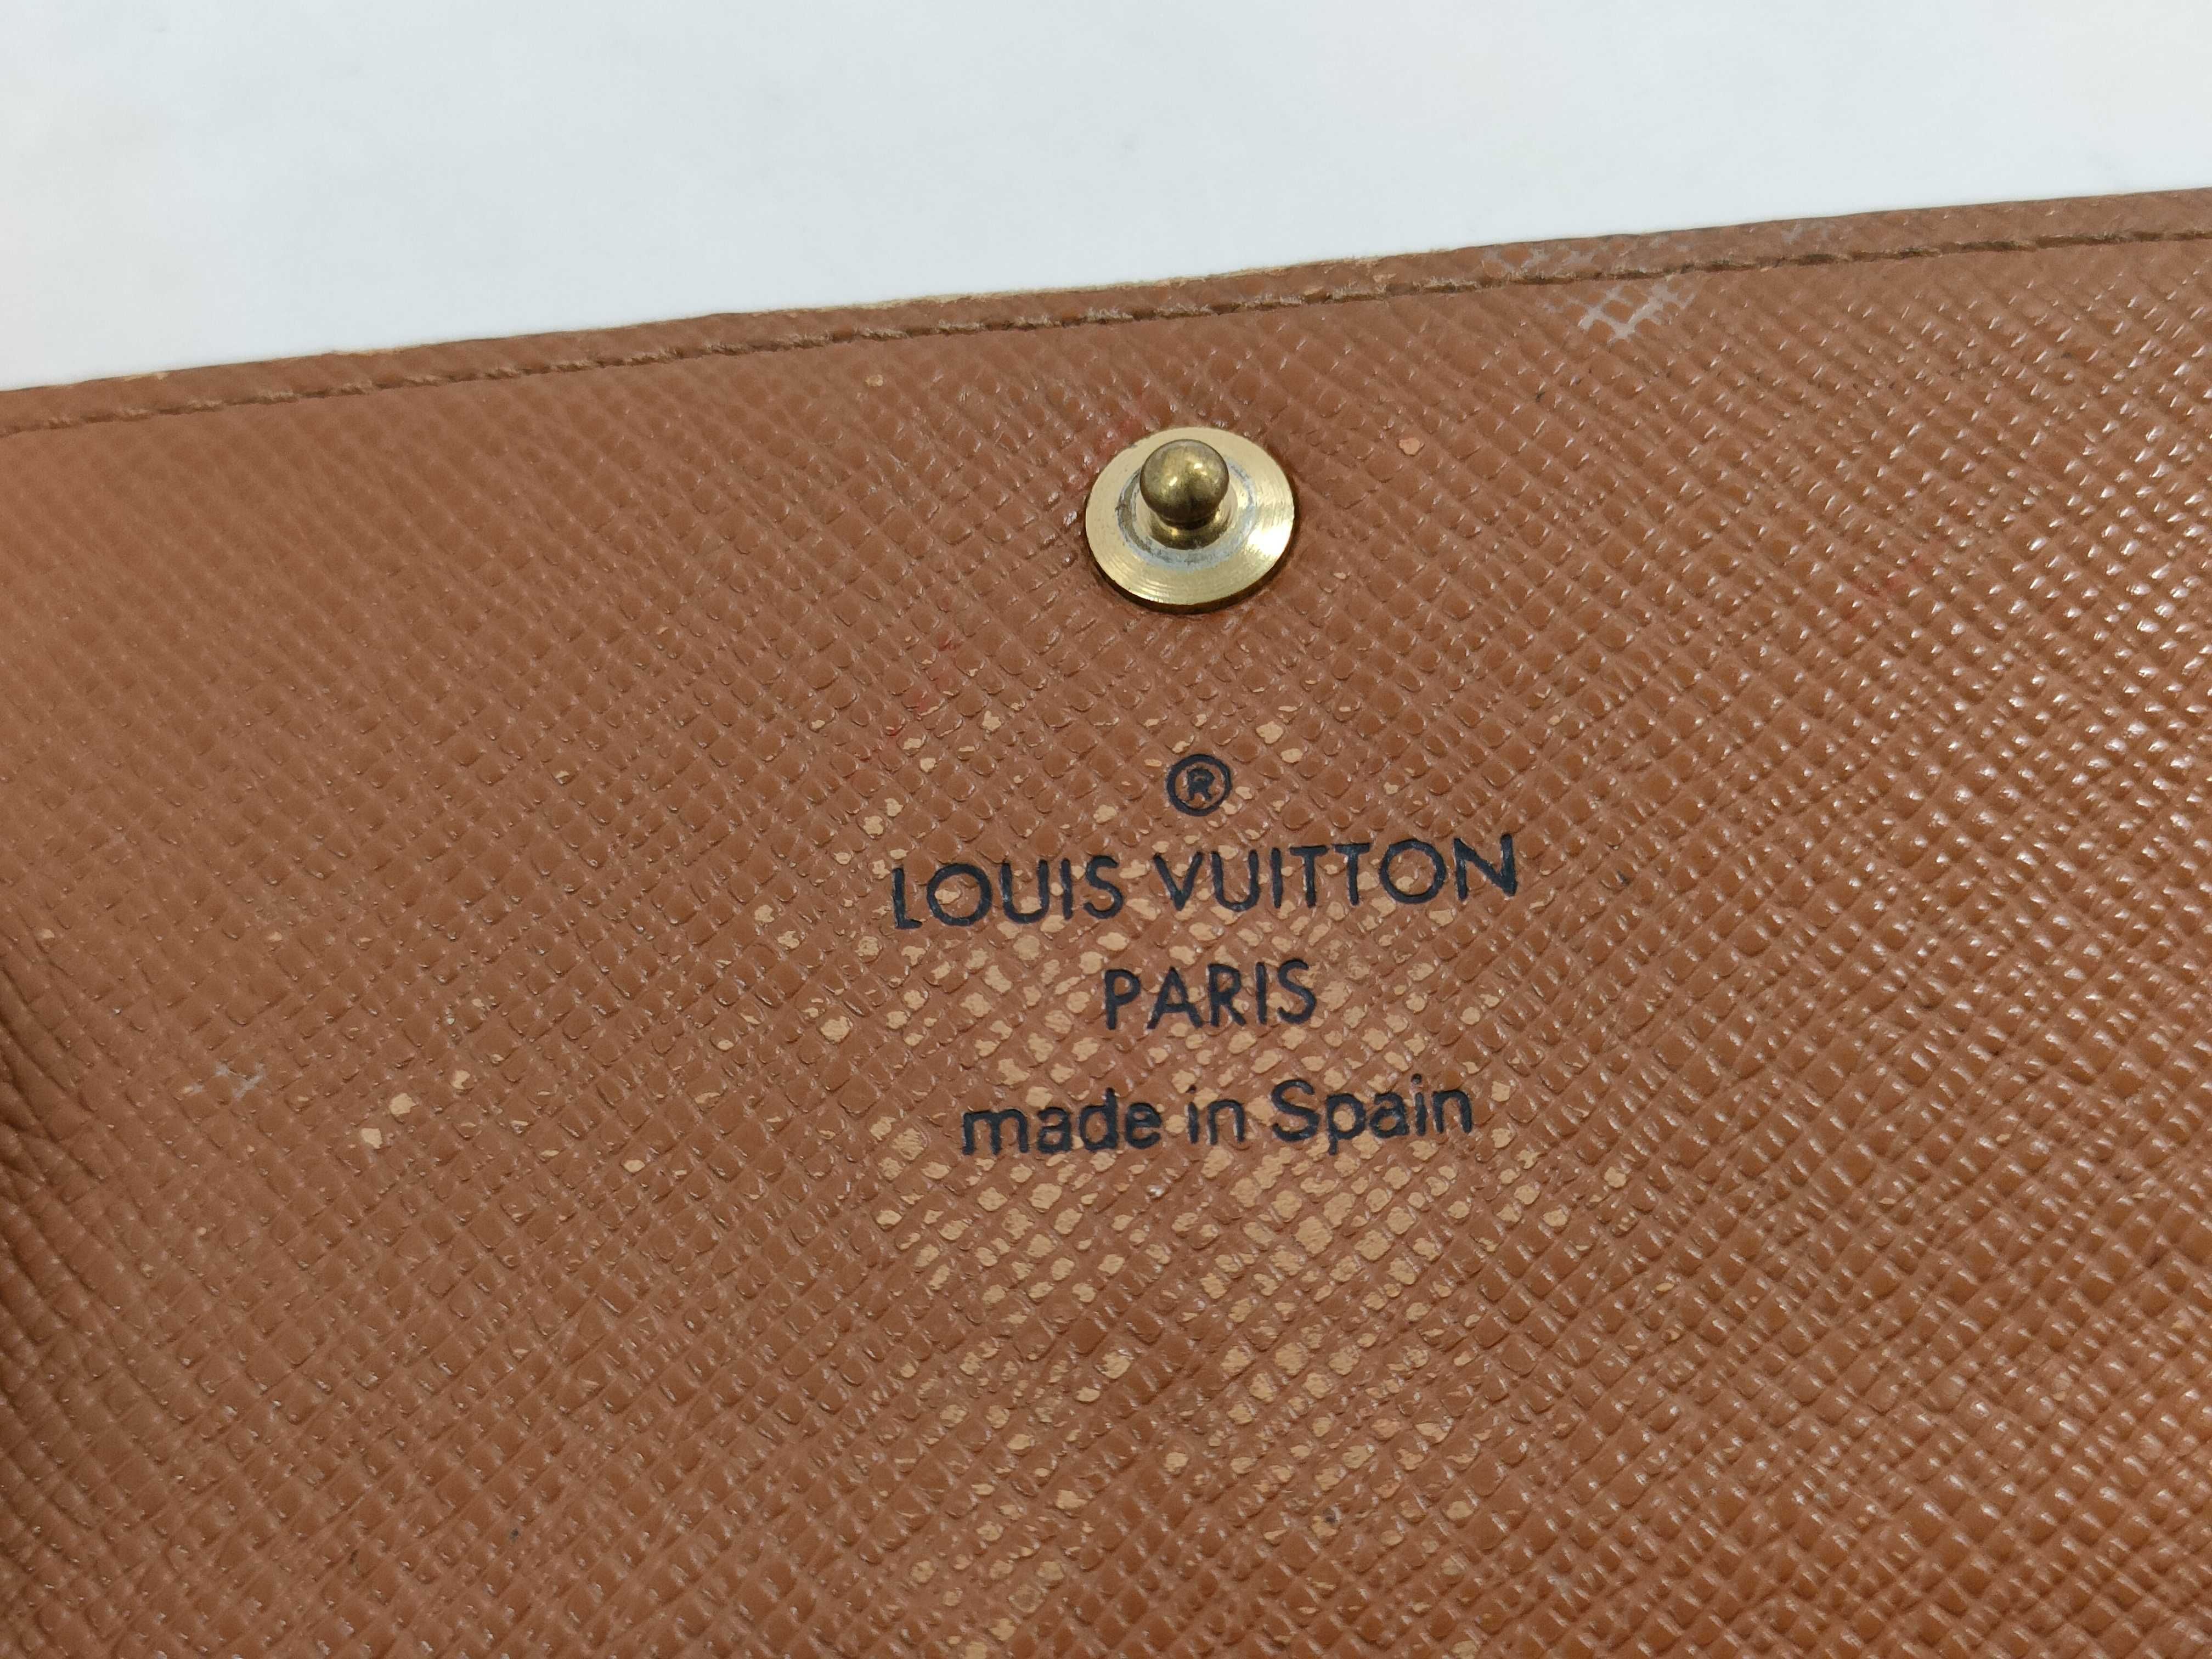 ®
LOUIS VUITTON
PARIS
made in Spain